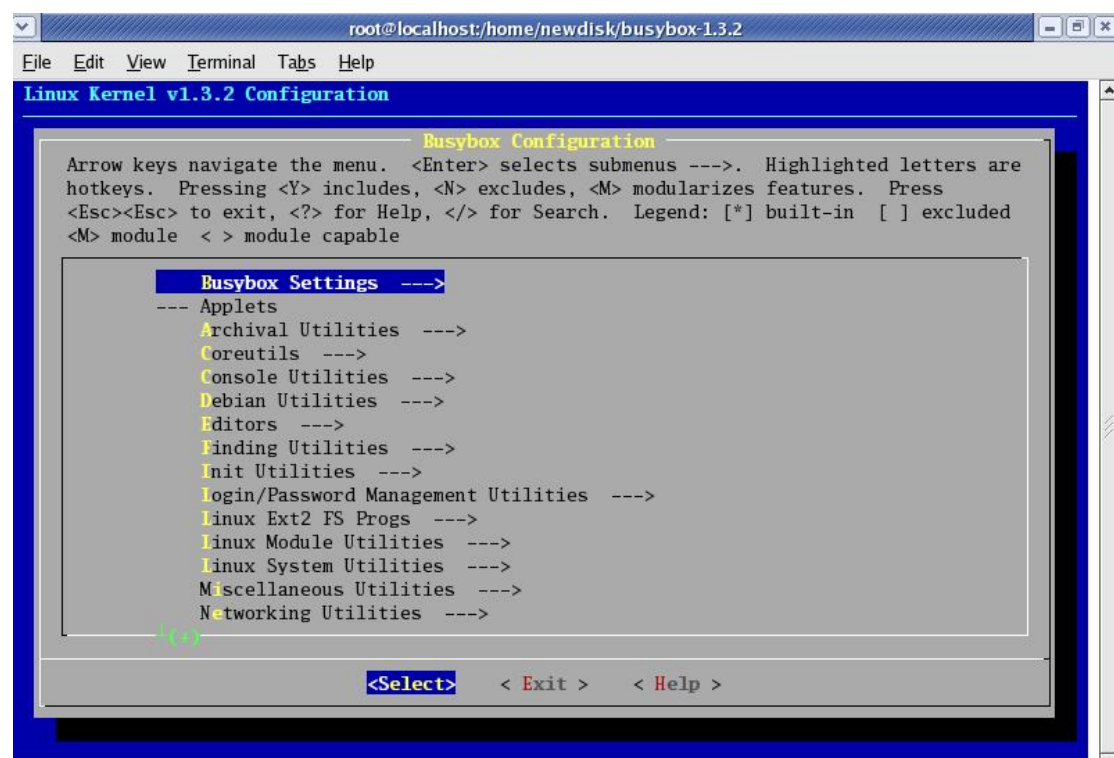 root@localhost:/home/newdisk/busybox-1.3.2
File Edit View Terminal Tabs Help
Linux Kernel v1.3.2 Configuration
Busybox Configuration
Arrow keys navigate the menu. <Enter> selects submenus --->. Highlighted letters are
hotkeys. Pressing <Y> includes, <N> excludes, <M> modularizes features. Press
<Esc><Esc> to exit, <?> for Help, </> for Search. Legend: [*] built-in [ ] excluded
<M> module < > module capable
Busybox Settings --->
--- Applets
Archival Utilities --->
Coreutils --->
Console Utilities --->
Debian Utilities --->
Editors --->
Finding Utilities --->
Init Utilities --->
Login/Password Management Utilities --->
Linux Ext2 FS Progs --->
Linux Module Utilities --->
Linux System Utilities --->
Miscellaneous Utilities --->
Networking Utilities --->
(+)
<Select> < Exit > < Help >